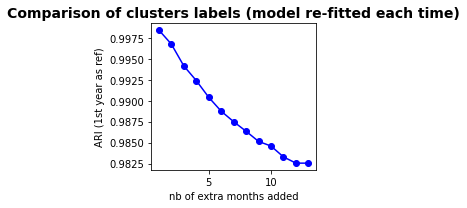 Comparison of clusters labels (model re-fitted each time)
ARI (1st year as ref)
0.9975
0.9950
0.9925
0.9900
0.9875
0.9850
0.9825
5 10
nb of extra months added